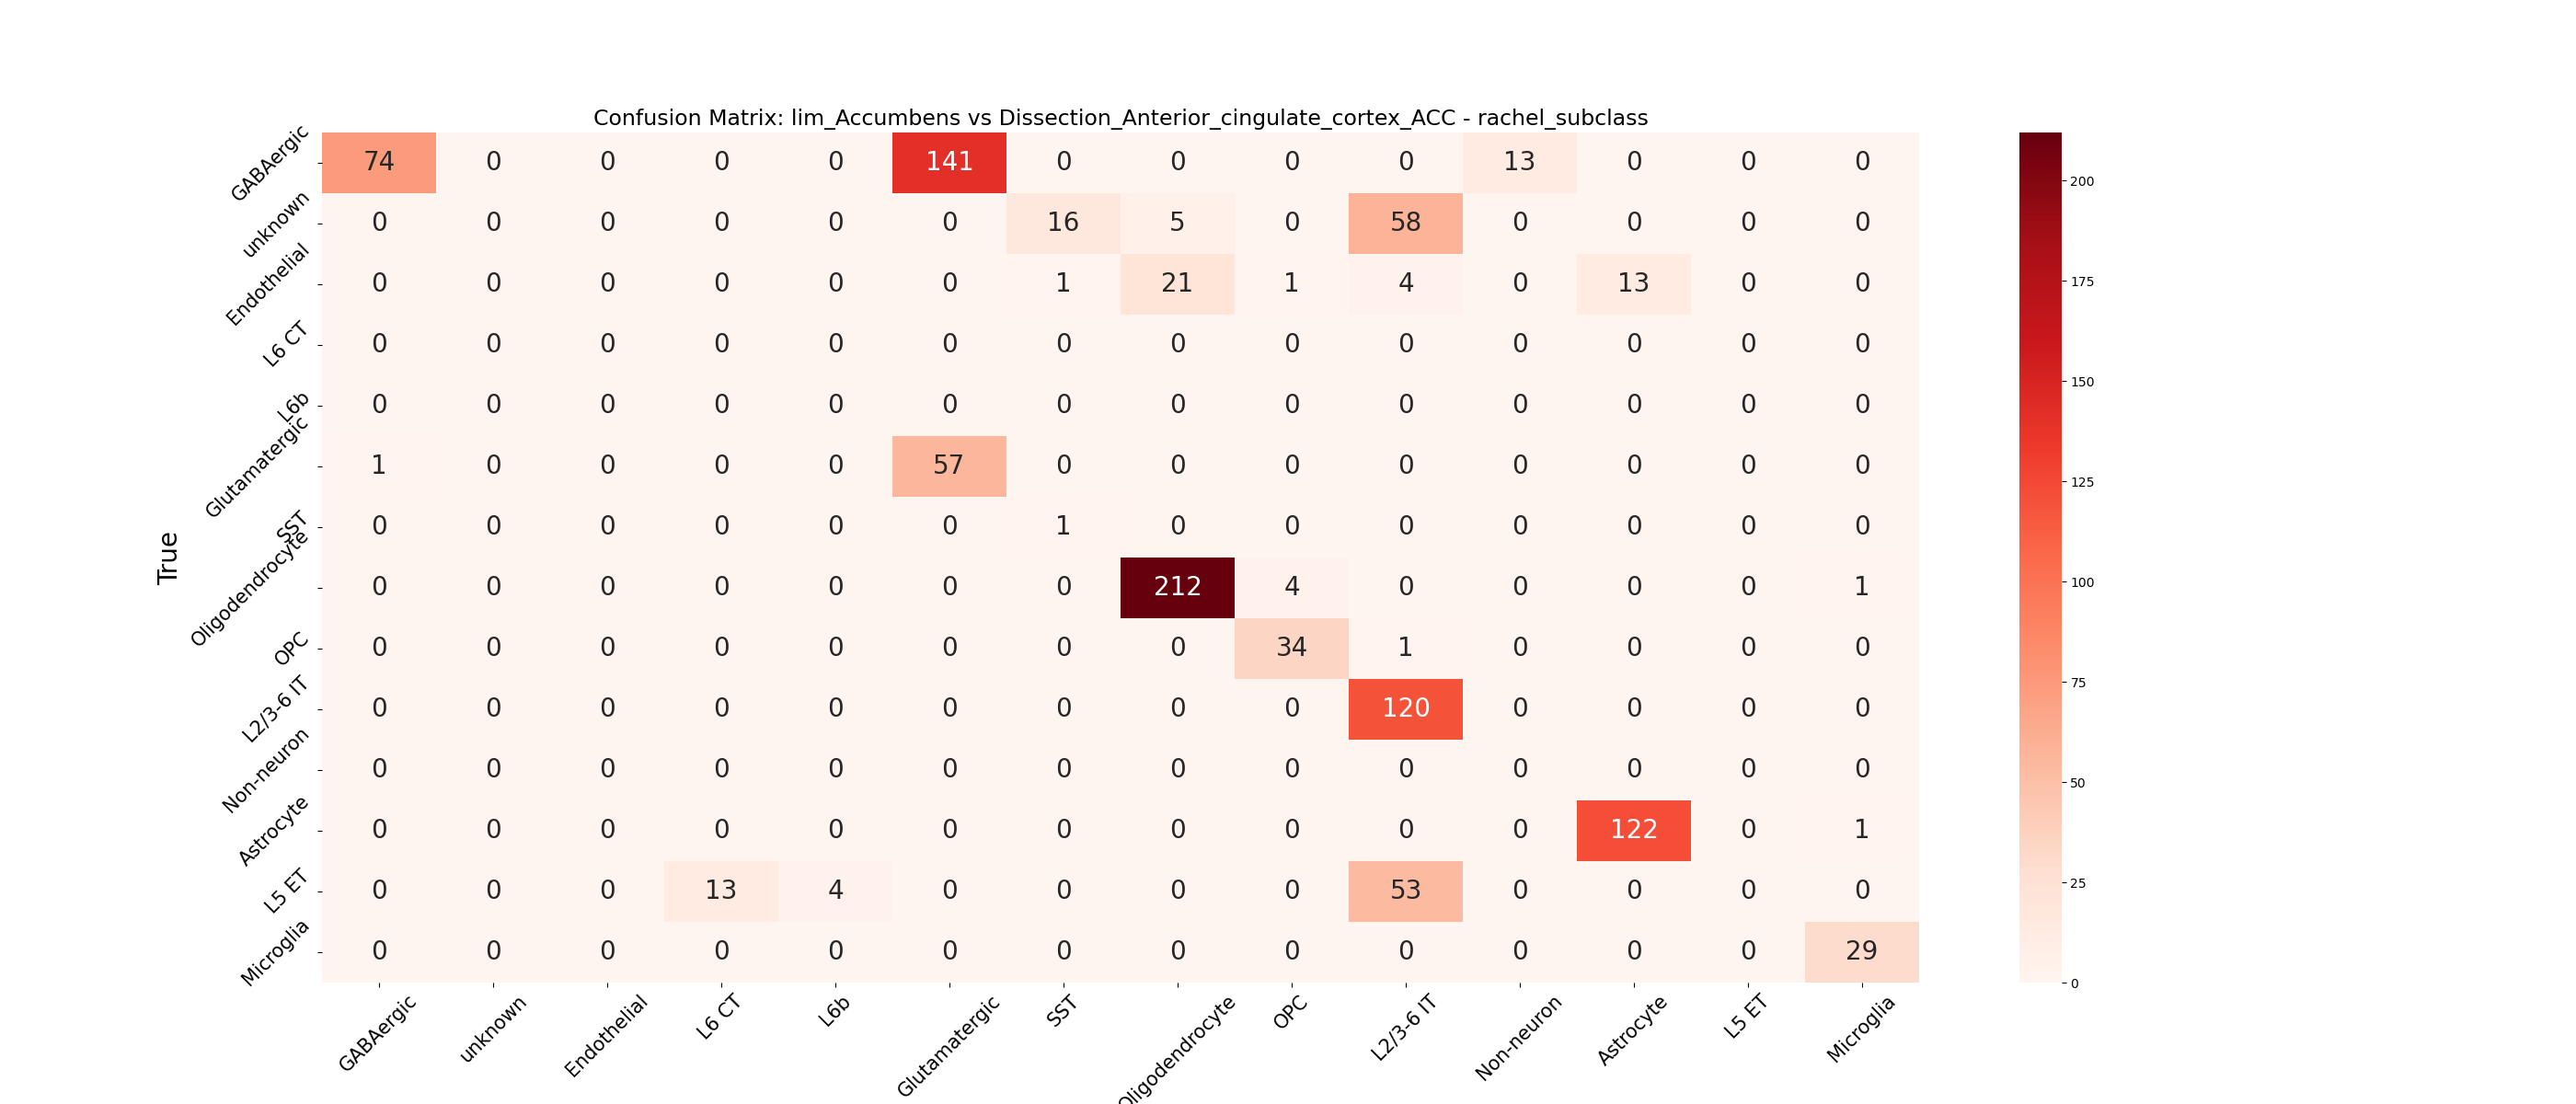 Confusion Matrix: lim_Accumbens vs Dissection_Anterior_cingulate_cortex_ACC - rachel_subclass
True
GABAergic 74 0 0 0 0 141 0 0 0 0 13 0 0 0
unknown 0 0 0 0 0 0 16 5 0 58 0 0 0 0
Endothelial 0 0 0 0 0 0 1 21 1 4 0 13 0 0
L6 CT 0 0 0 0 0 0 0 0 0 0 0 0 0 0
L6b 0 0 0 0 0 0 0 0 0 0 0 0 0 0
Glutamatergic 1 0 0 0 0 57 0 0 0 0 0 0 0 0
SST 0 0 0 0 0 0 1 0 0 0 0 0 0 0
Oligodendrocyte 0 0 0 0 0 0 0 212 4 0 0 0 0 1
OPC 0 0 0 0 0 0 0 0 34 1 0 0 0 0
L2/3-6 IT 0 0 0 0 0 0 0 0 0 120 0 0 0 0
Non-neuron 0 0 0 0 0 0 0 0 0 0 0 0 0 0
Astrocyte 0 0 0 0 0 0 0 0 0 0 0 122 0 1
L5 ET 0 0 0 13 4 0 0 0 0 53 0 0 0 0
Microglia 0 0 0 0 0 0 0 0 0 0 0 0 0 29
GABAergic unknown Endothelial L6 CT L6b Glutamatergic SST Oligodendrocyte OPC L2/3-6 IT Non-neuron Astrocyte L5 ET Microglia
200
175
150
125
100
75
50
25
0